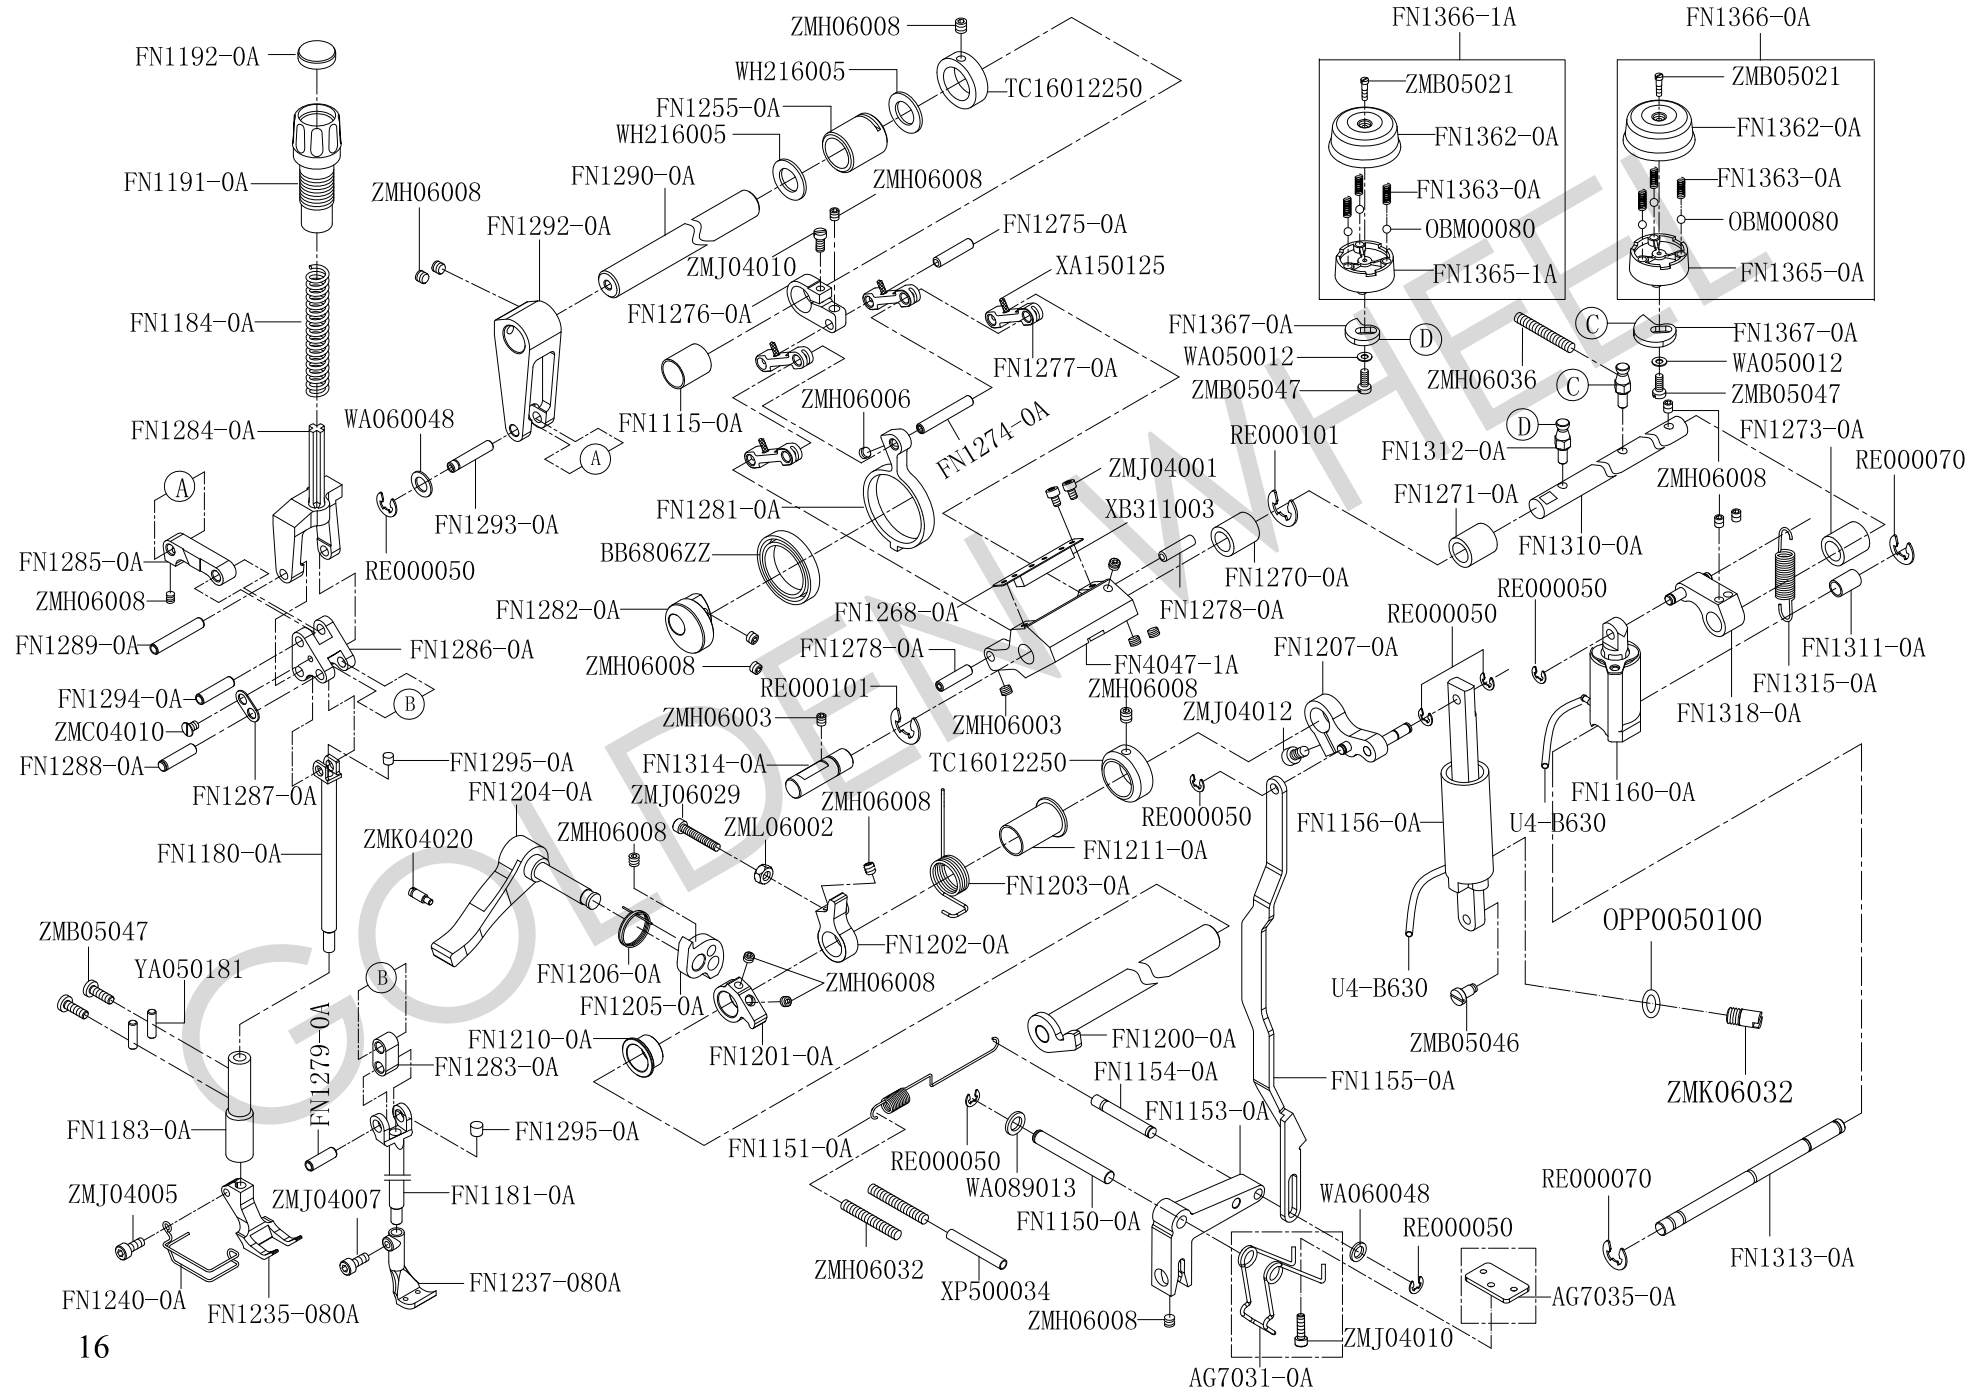 FN1366-1A
FN1366-0A
ZMH06008
FN1192-0A
WH216005
TC16012250
ZMB05021
ZMB05021
FN1255-0A
WH216005
FN1362-0A
FN1362-0A
FN1191-0A
FN1290-0A
ZMH06008
ZMH06008
FN1363-0A
FN1363-0A
FN1292-0A
FN1275-0A
OBM00080
OBM00080
ZMJ04010
XA150125
FN1365-1A
FN1365-0A
FN1276-0A
FN1184-0A
FN1367-0A
D
C
FN1367-0A
WA050012
WA050012
FN1277-0A
ZMB05047
ZMH06036
C
ZMB05047
ZMH06006
WA060048
FN1115-0A
FN1284-0A
FN1274-0A
RE000101
D
FN1273-0A
FN1312-0A
A
A
ZMJ04001
ZMH06008
RE000070
FN1271-0A
FN1281-0A
XB311003
FN1293-0A
FN1310-0A
BB6806ZZ
FN1285-0A
RE000050
FN1270-0A
RE000050
RE000050
ZMH06008
FN1282-0A
FN1268-0A
FN1278-0A
FN1289-0A
FN1286-0A
FN1278-0A
FN1207-0A
FN1311-0A
ZMH06008
FN4047-1A
FN1315-0A
FN1294-0A
B
RE000101
ZMH06008
ZMH06003
ZMH06003
ZMJ04012
FN1318-0A
ZMC04010
FN1288-0A
FN1295-0A
FN1314-0A
TC16012250
FN1287-0A
FN1204-0A
ZMJ06029
ZMH06008
RE000050
FN1160-0A
FN1156-0A
U4-B630
ZMK04020
ZMH06008
ZML06002
FN1180-0A
FN1211-0A
FN1203-0A
ZMB05047
OPP0050100
FN1202-0A
YA050181
B
FN1206-0A
ZMH06008
U4-B630
FN1205-0A
FN1210-0A
FN1201-0A
FN1200-0A
ZMB05046
FN1279-0A
FN1283-0A
FN1154-0A
FN1155-0A
ZMK06032
FN1153-0A
FN1183-0A
FN1295-0A
FN1151-0A
RE000050
RE000070
ZMJ04005
ZMJ04007
FN1181-0A
WA089013
WA060048
FN1150-0A
RE000050
FN1313-0A
ZMH06032
FN1237-080A
XP500034
FN1240-0A
FN1235-080A
ZMH06008
AG7035-0A
ZMJ04010
16
AG7031-0A
GOLDEN WHEEL